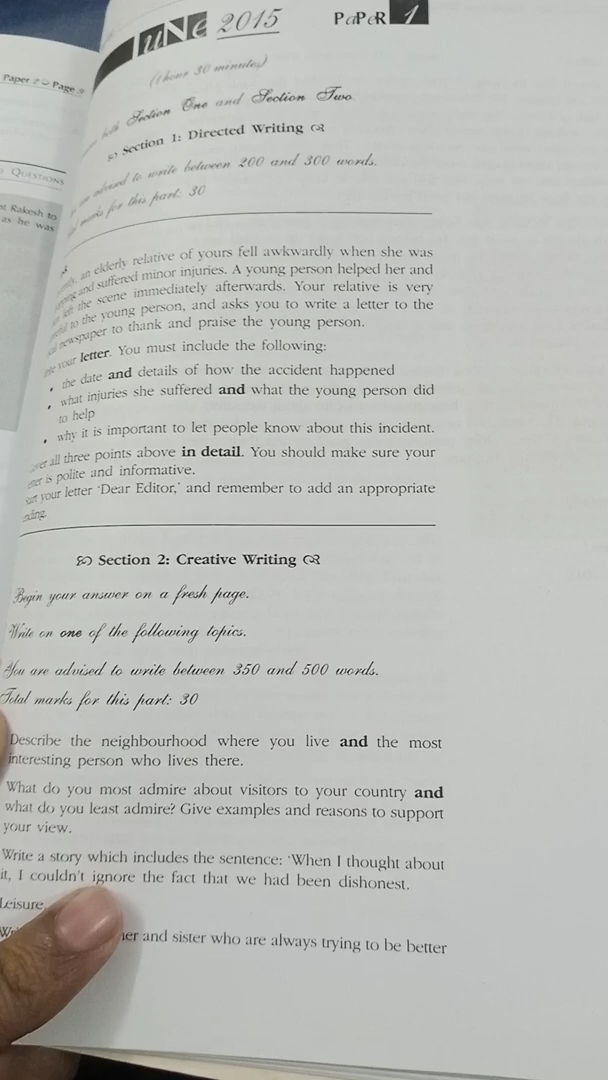 Paper 2 Page
QUESTIONS
st Rakesh to
as he was
JuNe 2015 PaPeR 1
(1 hour 30 minutes)
both Section One and Section Two.
Section 1: Directed Writing
advised to write between 200 and 300 words.
marks for this part: 30
an elderly relative of yours fell awkwardly when she was
and suffered minor injuries. A young person helped her and
left the scene immediately afterwards. Your relative is very
to the young person, and asks you to write a letter to the
newspaper to thank and praise the young person.
your letter. You must include the following:
• the date and details of how the accident happened
• what injuries she suffered and what the young person did
to help
• why it is important to let people know about this incident.
all three points above in detail. You should make sure your
is polite and informative.
your letter 'Dear Editor,' and remember to add an appropriate
Section 2: Creative Writing
Begin your answer on a fresh page.
Write on one of the following topics.
You are advised to write between 350 and 500 words.
Total marks for this part: 30
Describe the neighbourhood where you live and the most
interesting person who lives there.
What do you most admire about visitors to your country and
what do you least admire? Give examples and reasons to support
your view.
Write a story which includes the sentence: 'When I thought about
it, I couldn't ignore the fact that we had been dishonest.
Leisure
her and sister who are always trying to be better